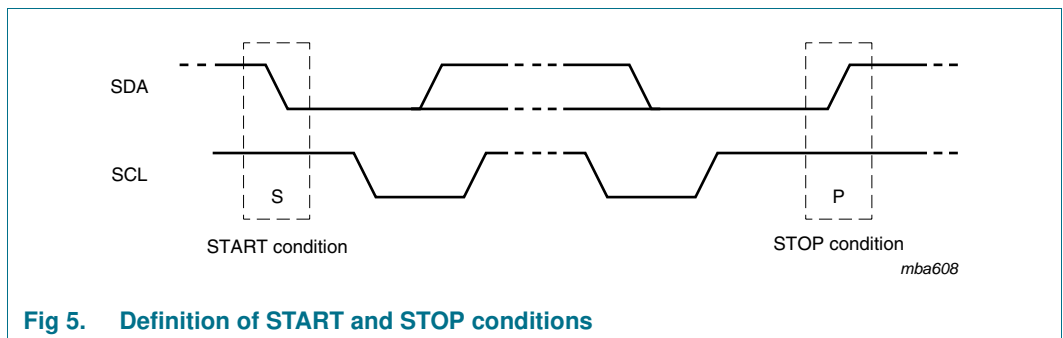 SDA
SCL
S
P
START condition
STOP condition
mba608
Fig 5. Definition of START and STOP conditions